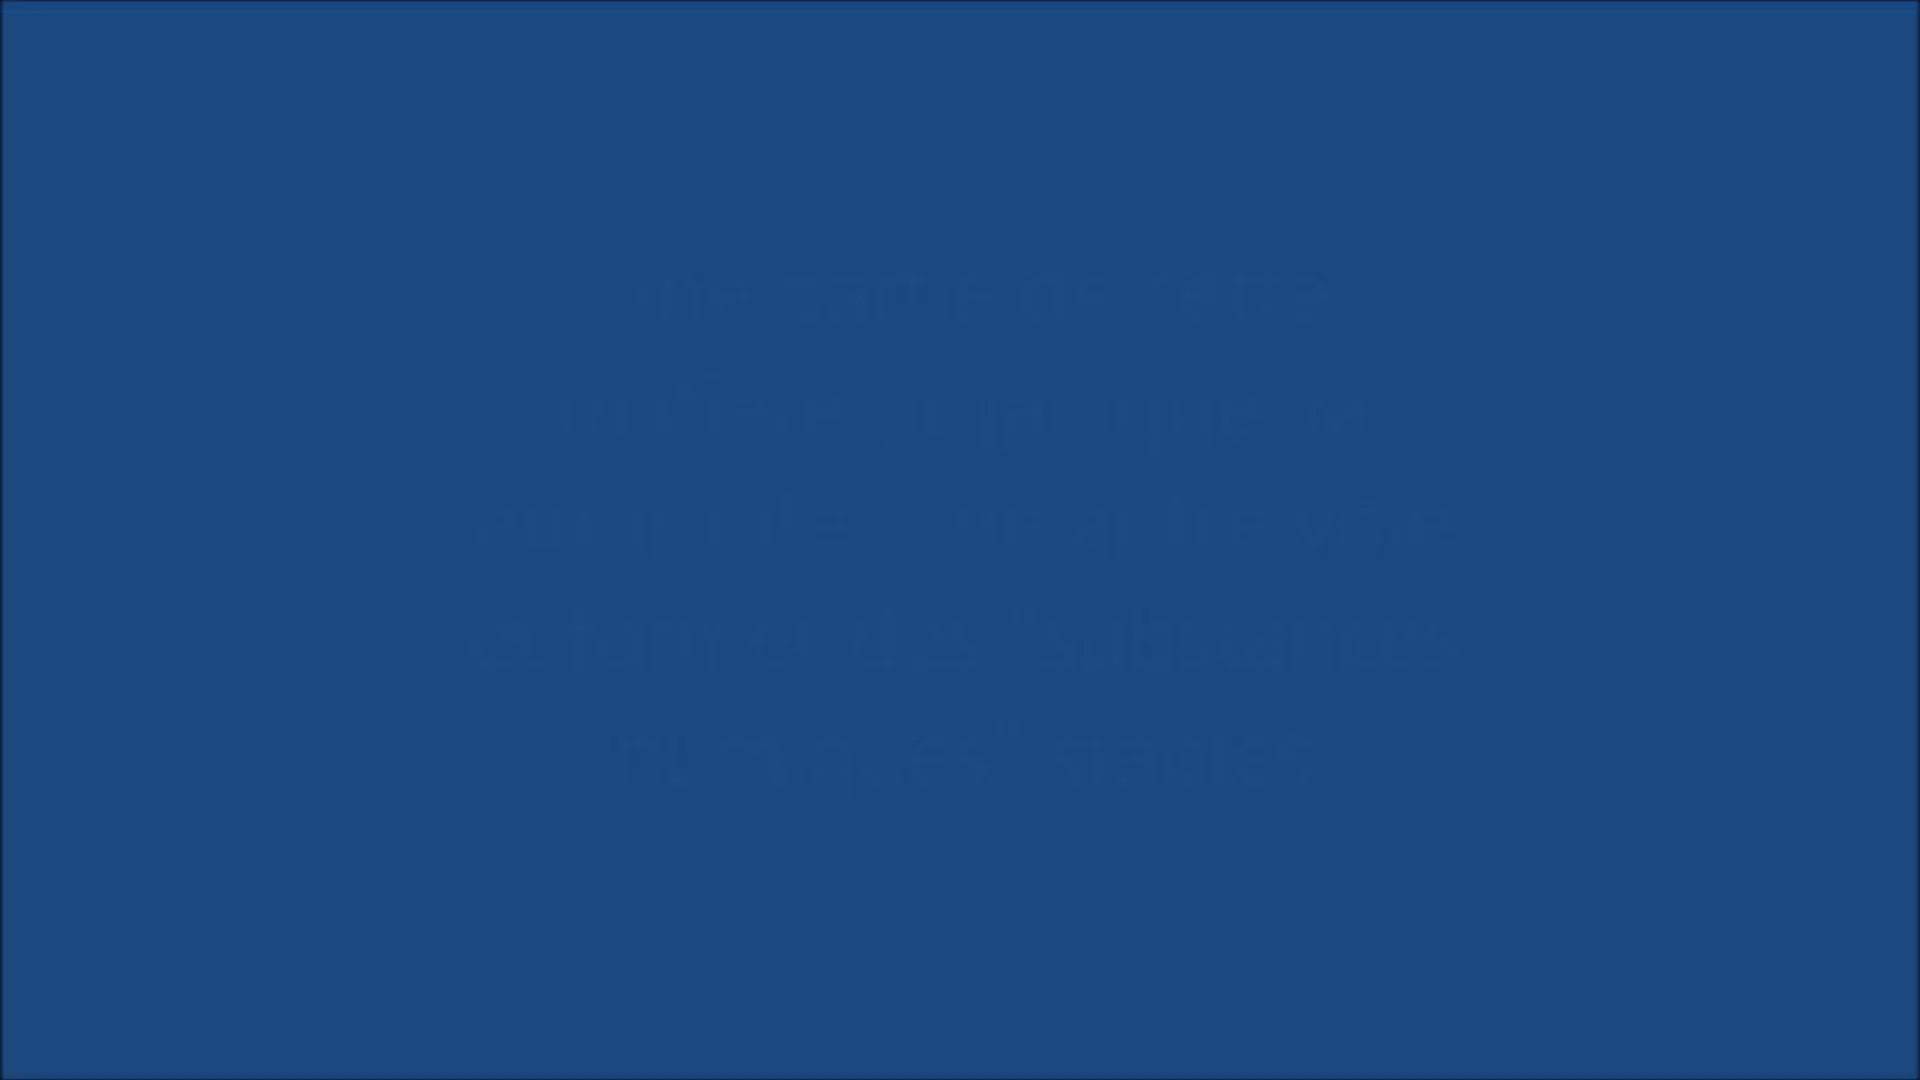 Une partie de cette
matière organique va
emprunter une autre voie
et former des "substances
humiques" stables